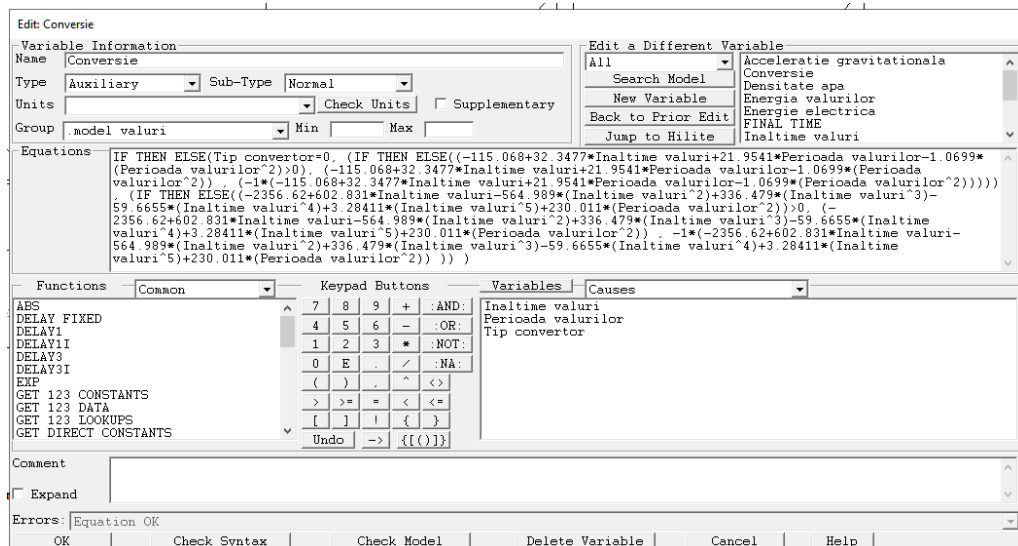 Edit: Conversie
Variable Information
Name Conversie
Type Auxiliary Sub-Type Normal
Units Check Units Supplementary
Group .model valuri Min Max
Edit a Different Variable
All
Search Model
New Variable
Back to Prior Edit
Jump to Hilite
Acceleratie gravitationala
Conversie
Densitate apa
Energia valurilor
Energie electrica
FINAL TIME
Inaltime valuri
Equations
IF THEN ELSE(Tip convertor=0, (IF THEN ELSE((-115.068+32.3477*Inaltime valuri+21.9541*Perioada valurilor-1.0699*
(Perioada valurilor^2)>0), (-115.068+32.3477*Inaltime valuri+21.9541*Perioada valurilor-1.0699*(Perioada
valurilor^2)) , (-1*(-115.068+32.3477*Inaltime valuri+21.9541*Perioada valurilor-1.0699*(Perioada valurilor^2)))))
, (IF THEN ELSE((-2356.62+602.831*Inaltime valuri-564.989*(Inaltime valuri^2)+336.479*(Inaltime valuri^3)-
59.6655*(Inaltime valuri^4)+3.28411*(Inaltime valuri^5)+230.011*(Perioada valurilor^2))>0, (-
2356.62+602.831*Inaltime valuri-564.989*(Inaltime valuri^2)+336.479*(Inaltime valuri^3)-59.6655*(Inaltime
valuri^4)+3.28411*(Inaltime valuri^5)+230.011*(Perioada valurilor^2)) , -1*(-2356.62+602.831*Inaltime valuri-
564.989*(Inaltime valuri^2)+336.479*(Inaltime valuri^3)-59.6655*(Inaltime valuri^4)+3.28411*(Inaltime
valuri^5)+230.011*(Perioada valurilor^2)) )) )
Functions Common
ABS
DELAY FIXED
DELAY1
DELAY1I
DELAY3
DELAY3I
EXP
GET 123 CONSTANTS
GET 123 DATA
GET 123 LOOKUPS
GET DIRECT CONSTANTS
Keypad Buttons
7 8 9 + :AND:
4 5 6 - :OR:
1 2 3 * :NOT:
0 E . / :NA:
( ) , ^ <>
> >= = < <=
[ ] ! { }
Undo -> {[()]}
Variables Causes
Inaltime valuri
Perioada valurilor
Tip convertor
Comment
Expand
Errors: Equation OK
OK Check Syntax Check Model Delete Variable Cancel Help